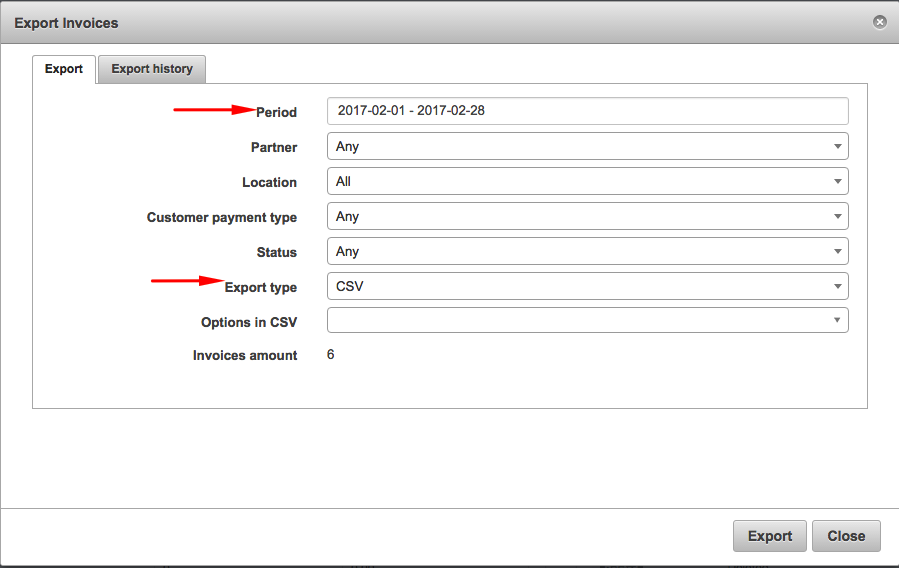 Export Invoices
Export
Export history
Period
2017-02-01 - 2017-02-28
Partner
Any
Location
All
Customer payment type
Any
Status
Any
Export type
CSV
Options in CSV
Invoices amount
6
Export
Close